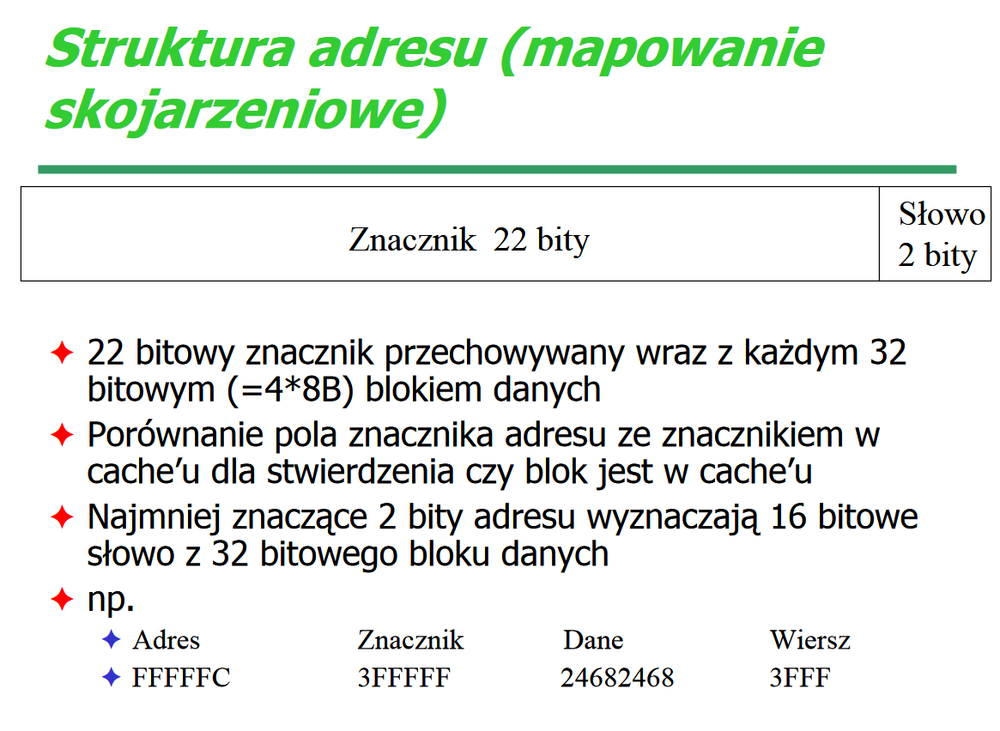 Struktura adresu (mapowanie
skojarzeniowe)
Znacznik 22 bity
Słowo
2 bity
22 bitowy znacznik przechowywany wraz z każdym 32
bitowym (=4*8B) blokiem danych
Porównanie pola znacznika adresu ze znacznikiem w
cache’u dla stwierdzenia czy blok jest w cache’u
Najmniej znaczące 2 bity adresu wyznaczają 16 bitowe
słowo z 32 bitowego bloku danych
np.
Adres Znacznik Dane Wiersz
FFFFFC 3FFFFF 24682468 3FFF